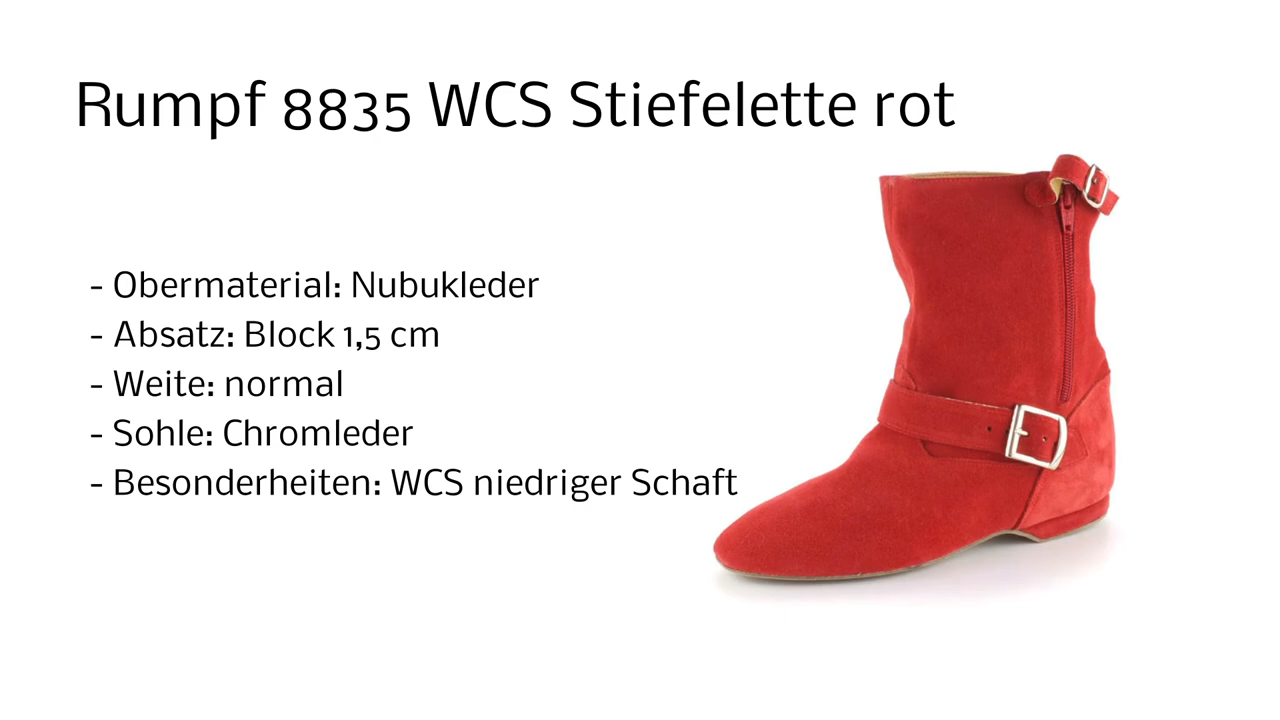 Rumpf 8835 WCS Stiefelette rot
- Obermaterial: Nubukleder
- Absatz: Block 1,5 cm
- Weite: normal
- Sohle: Chromleder
- Besonderheiten: WCS niedriger Schaft